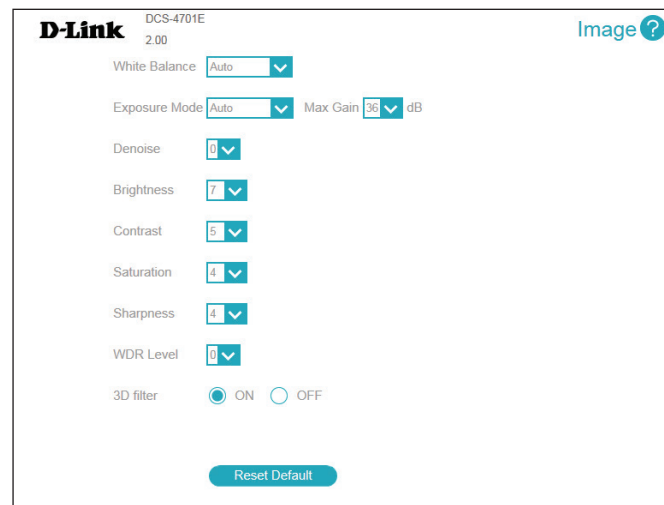 D-Link DCS-4701E Image ?
2.00
White Balance Auto
Exposure Mode Auto Max Gain 36 dB
Denoise 0
Brightness 7
Contrast 5
Saturation 4
Sharpness 4
WDR Level 0
3D filter ON OFF
Reset Default